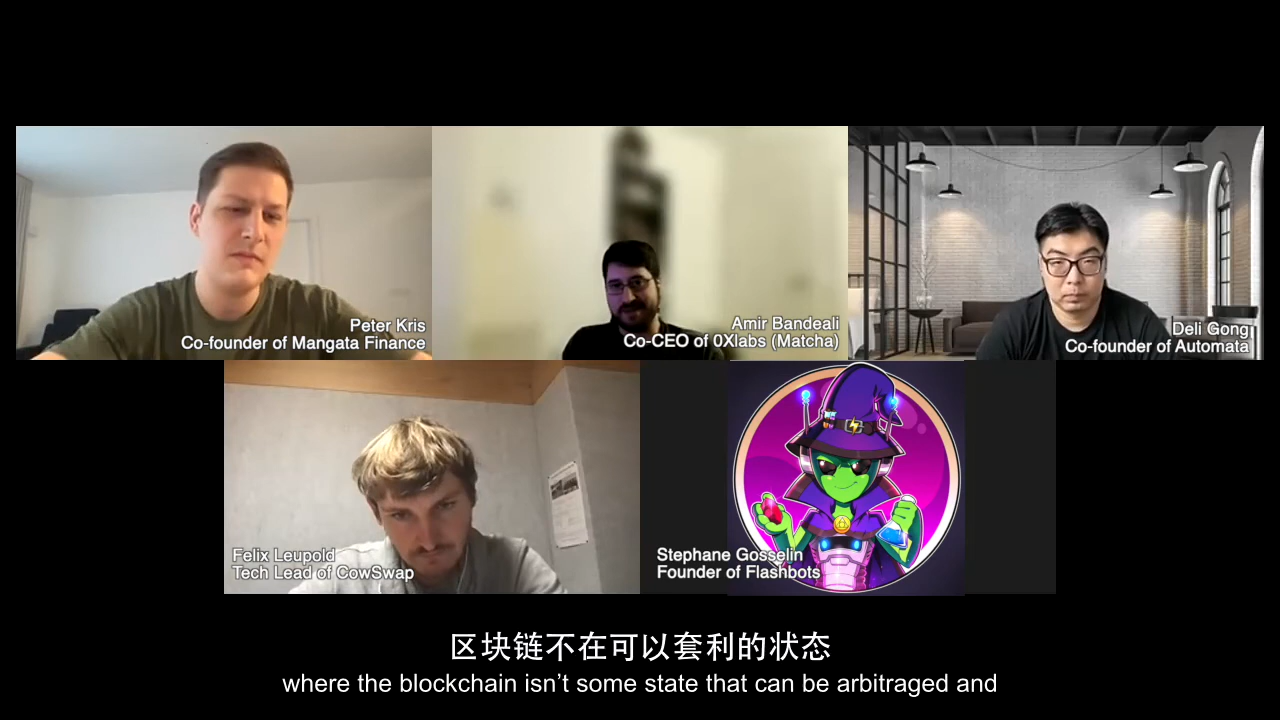 Peter Kris
Co-founder of Mangata Finance
Amir Bandeali
Co-CEO of 0Xlabs (Matcha)
Deli Gong
Co-founder of Automata
Felix Leupold
Tech Lead of CowSwap
Stephane Gosselin
Founder of Flashbots
区块链不在可以套利的状态
where the blockchain isn't some state that can be arbitraged and